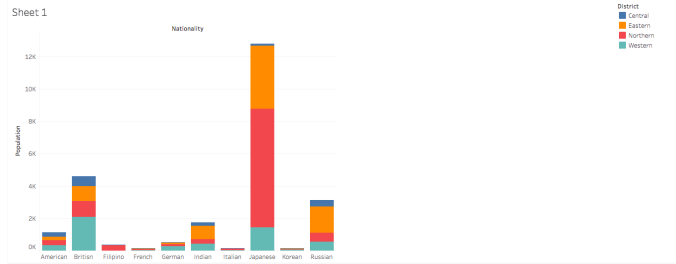 Sheet 1
Nationality
District
Central
Eastern
Northern
Western
Population
12K
10K
8K
6K
4K
2K
0K
American British Filipino French German Indian Italian Japanese Korean Russian